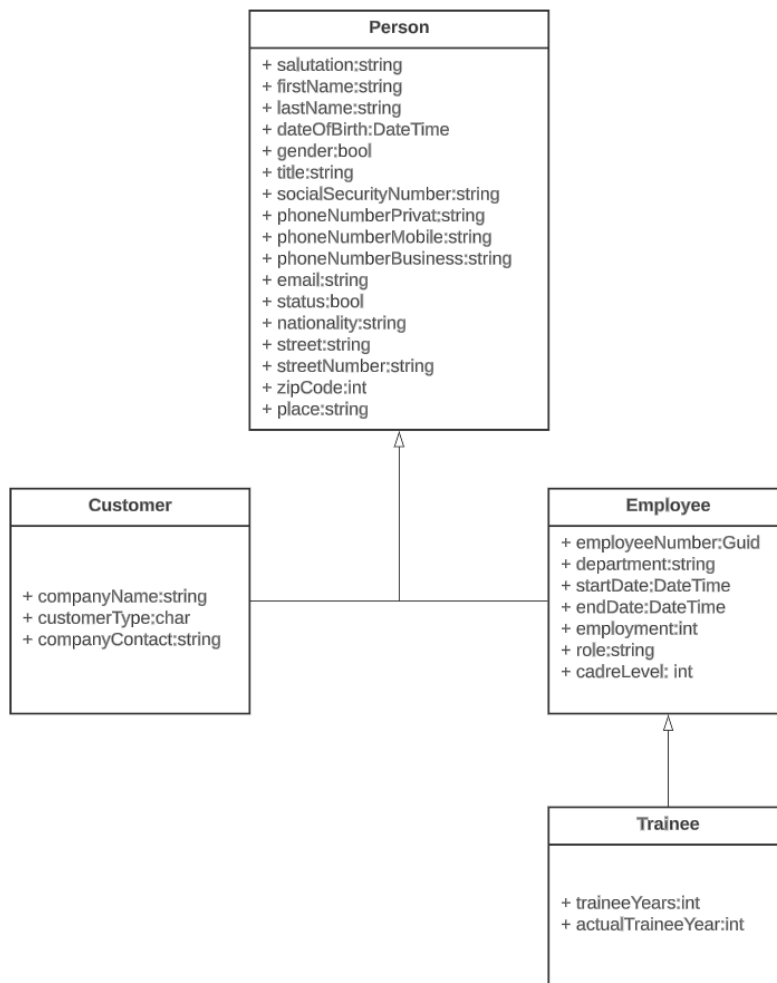 Person
+ salutation:string
+ firstName:string
+ lastName:string
+ dateOfBirth:DateTime
+ gender:bool
+ title:string
+ socialSecurityNumber:string
+ phoneNumberPrivat:string
+ phoneNumberMobile:string
+ phoneNumberBusiness:string
+ email:string
+ status:bool
+ nationality:string
+ street:string
+ streetNumber:string
+ zipCode:int
+ place:string
Customer
+ companyName:string
+ customerType:char
+ companyContact:string
Employee
+ employeeNumber:Guid
+ department:string
+ startDate:DateTime
+ endDate:DateTime
+ employment:int
+ role:string
+ cadreLevel: int
Trainee
+ traineeYears:int
+ actualTraineeYear:int